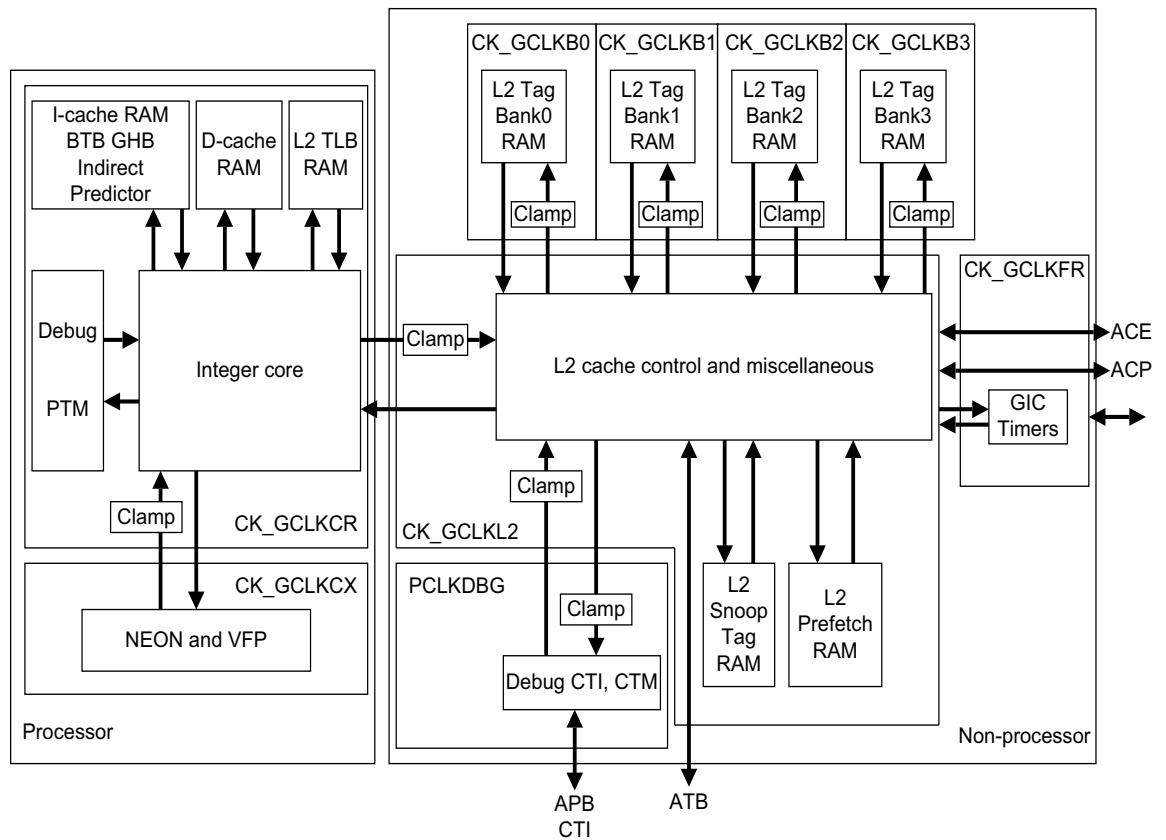 CK_GCLKB0 CK_GCLKB1 CK_GCLKB2 CK_GCLKB3
L2 Tag
Bank0
RAM
L2 Tag
Bank1
RAM
L2 Tag
Bank2
RAM
L2 Tag
Bank3
RAM
Clamp
Clamp
Clamp
Clamp
I-cache RAM
BTB GHB
Indirect
Predictor
D-cache
RAM
L2 TLB
RAM
Debug
PTM
Integer core
Clamp
CK_GCLKCR
Clamp
L2 cache control and miscellaneous
CK_GCLKFR
ACE
ACP
GIC
Timers
Clamp
CK_GCLKL2
CK_GCLKCX
NEON and VFP
Processor
PCLKDBG
Clamp
Debug CTI, CTM
L2
Snoop
Tag
RAM
L2
Prefetch
RAM
Non-processor
APB
CTI
ATB